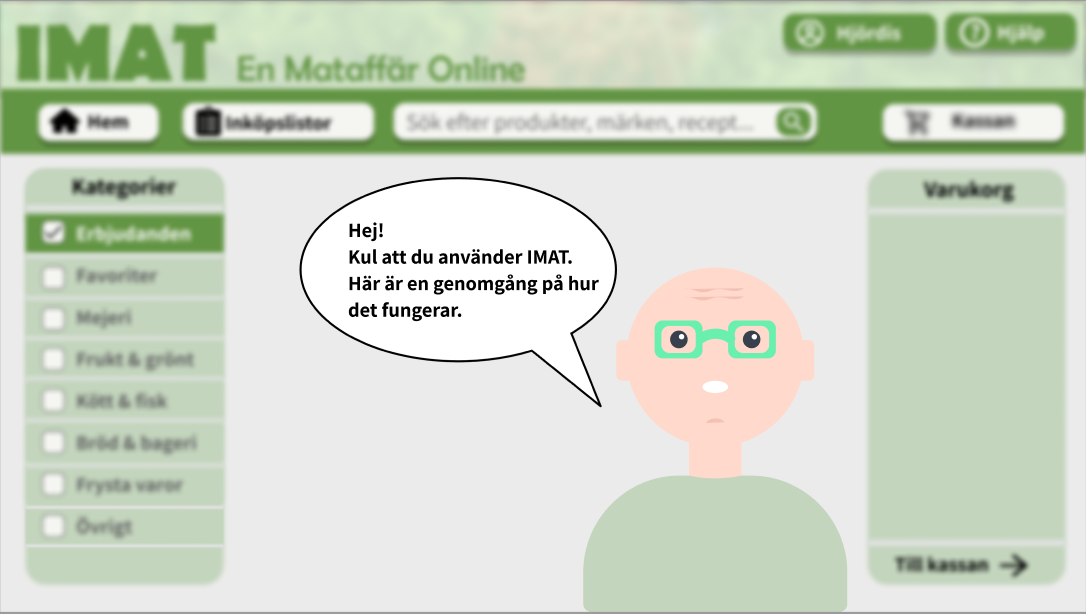 IMAT
En Mataffär Online
Hjördis
Hjälp
Hem
Inköpslistor
Sök efter produkter, märken, recept...
Kassan
Kategorier
Erbjudanden
Favoriter
Mejeri
Frukt & grönt
Kött & fisk
Bröd & bageri
Frysta varor
Övrigt
Hej!
Kul att du använder IMAT.
Här är en genomgång på hur
det fungerar.
Varukorg
Till kassan